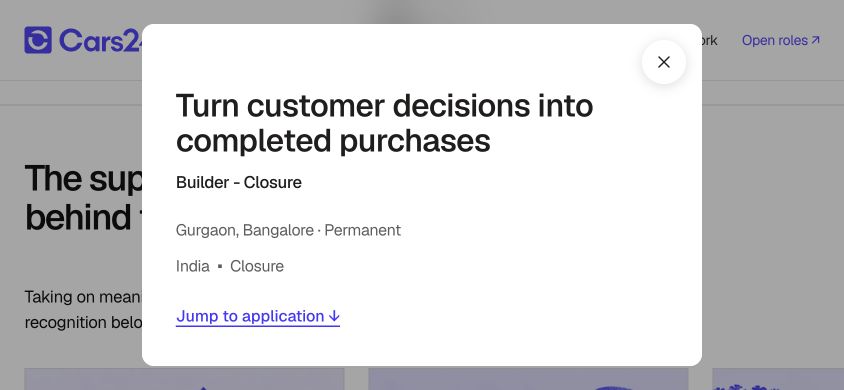 Cars24
ork
Open roles ↗
Turn customer decisions into
completed purchases
Builder - Closure
Gurgaon, Bangalore · Permanent
India ▪ Closure
Jump to application ↓
The sup
behind
Taking on meani
recognition belo